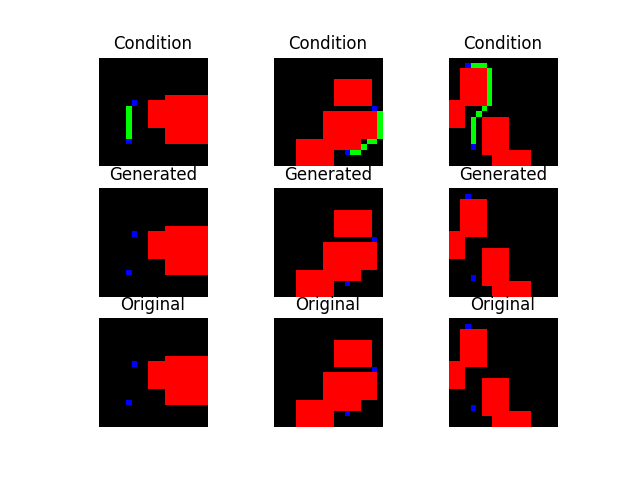 Condition Condition Condition
Generated Generated Generated
Original Original Original